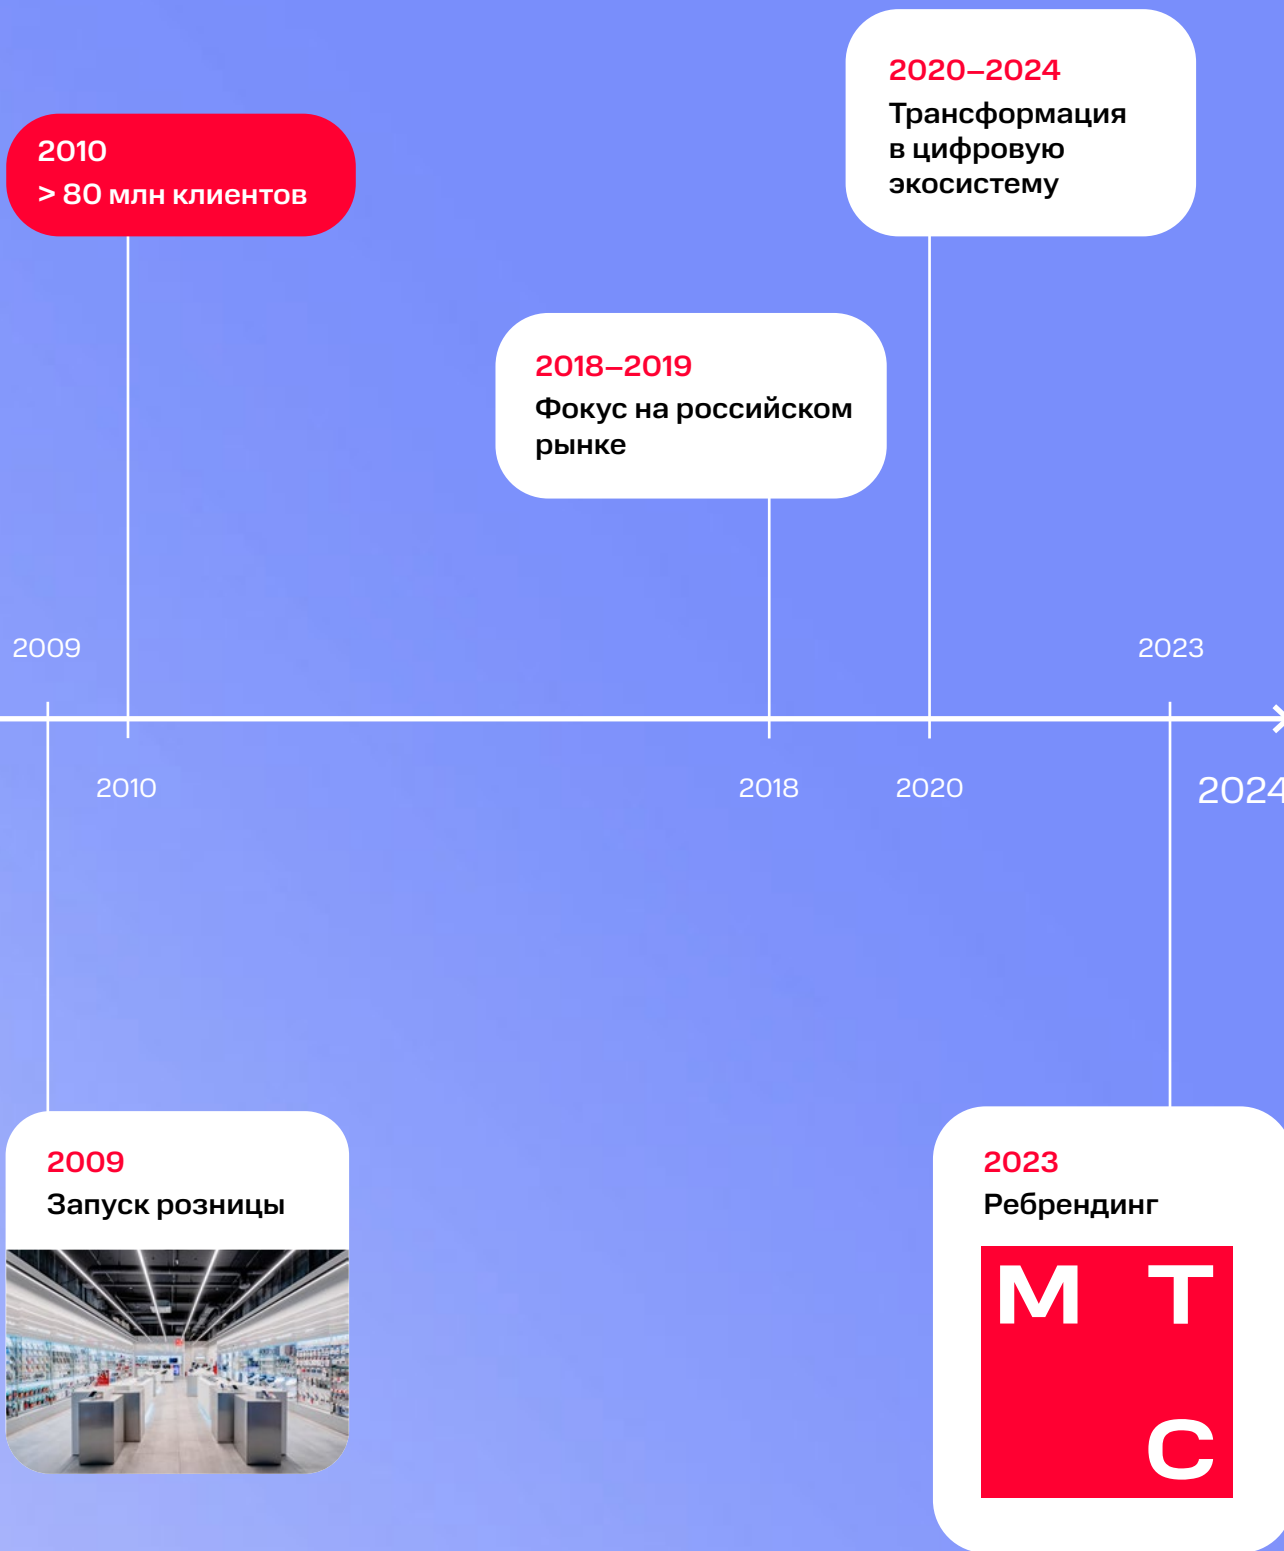 2020–2024
Трансформация
в цифровую
экосистему
2010
> 80 млн клиентов
2018–2019
Фокус на российском
рынке
2009
2023
2010
2018
2020
2024
2009
Запуск розницы
2023
Ребрендинг
М Т
С